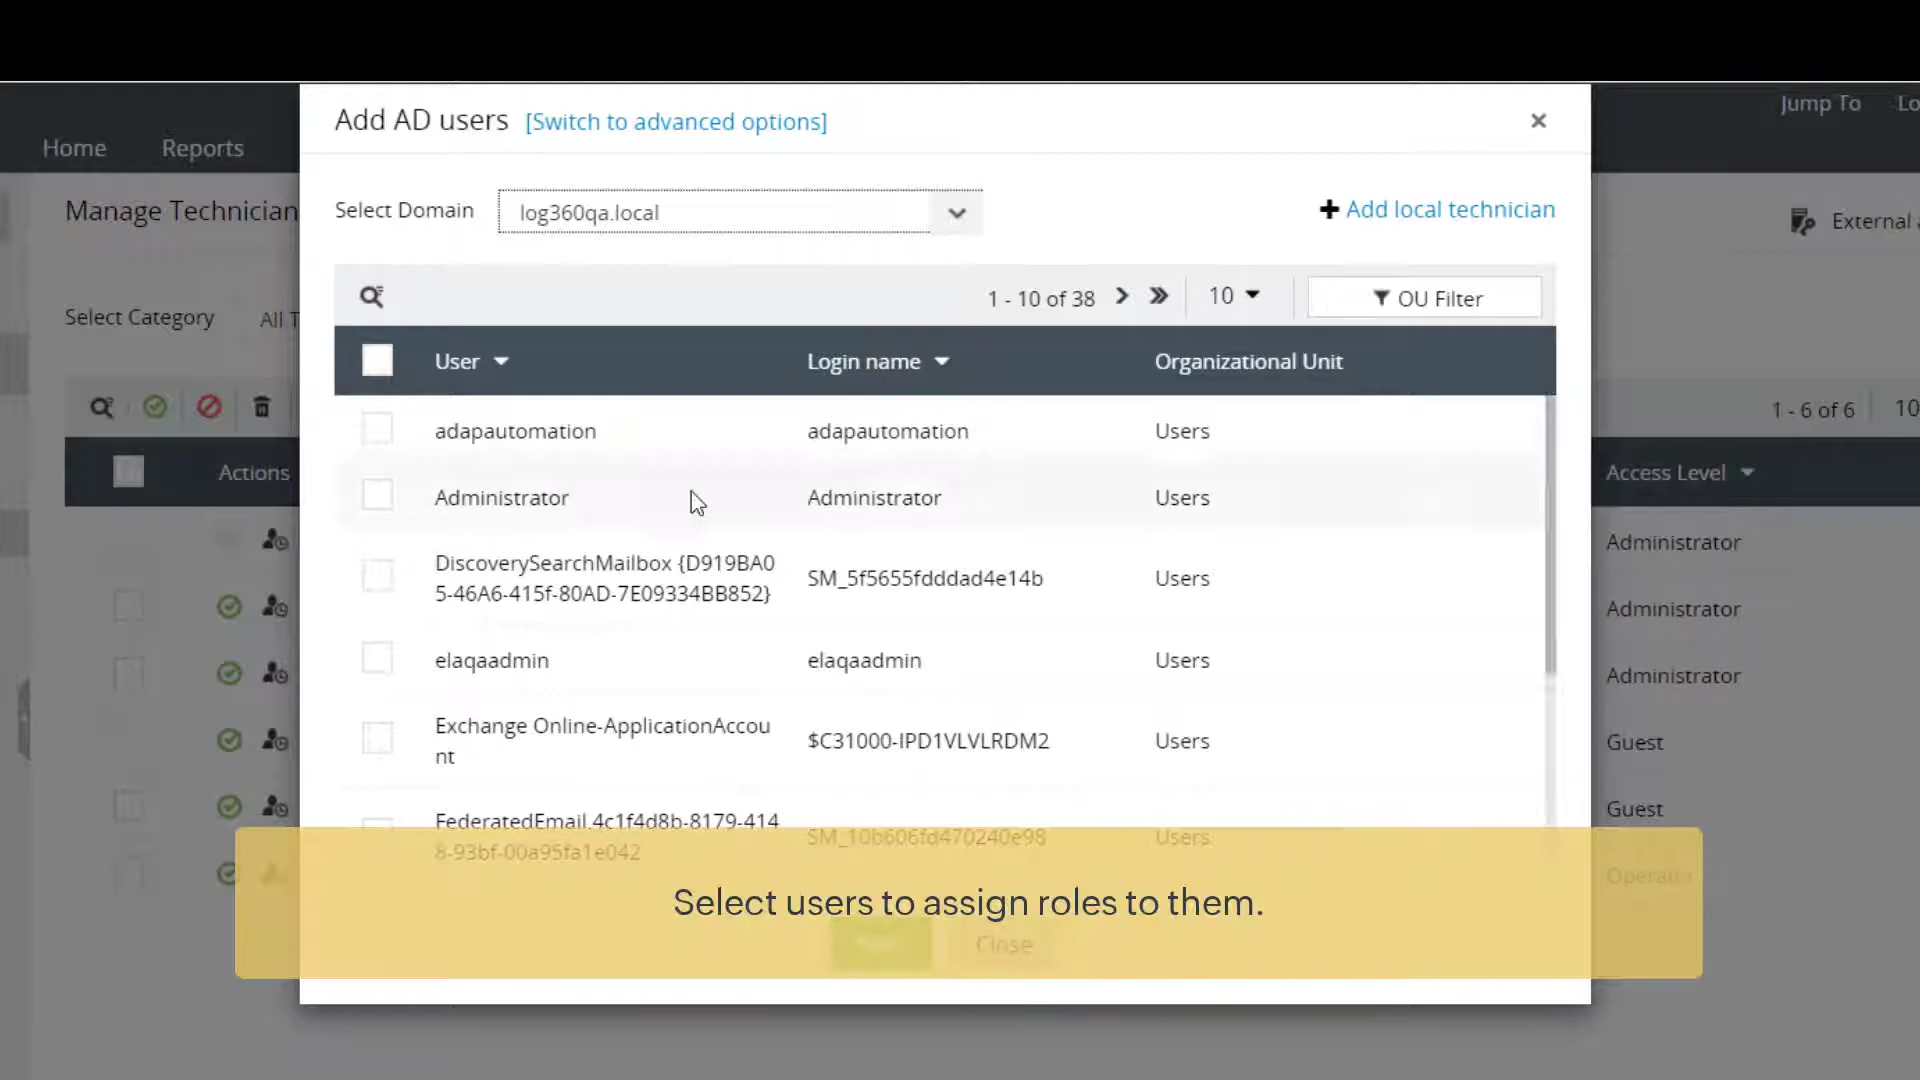 Jump To Lo
Home Reports
Add AD users [Switch to advanced options]
Manage Technician
Select Domain log360qa.local
Add local technician
External a
Select Category All T
1 - 10 of 38 10 OU Filter
1 - 6 of 6 10
User Login name Organizational Unit
Actions
Access Level
adapautomation adapautomation Users
Administrator Administrator Users
Administrator
DiscoverySearchMailbox {D919BA0
5-46A6-415f-80AD-7E09334BB852}
SM_5f5655fdddad4e14b Users
Administrator
elaqaadmin elaqaadmin Users
Administrator
Exchange Online-ApplicationAccou
nt
$C31000-IPD1VLVLRDM2 Users
Guest
Guest
FederatedEmail.4c1f4d8b-8179-414
8-93bf-00a95fa1e042
SM_10b606fd470240e98 Users
Operator
Select users to assign roles to them.
Close